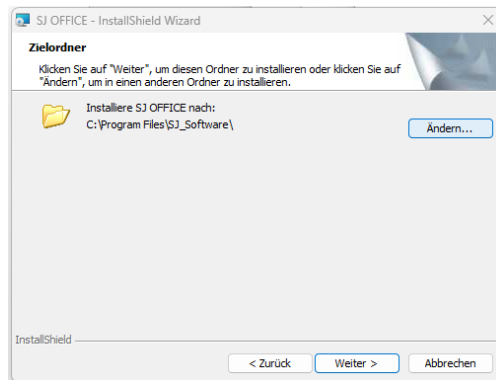 SJ OFFICE - InstallShield Wizard
Zielordner
Klicken Sie auf "Weiter", um diesen Ordner zu installieren oder klicken Sie auf
"Ändern", um in einen anderen Ordner zu installieren.
Installiere SJ OFFICE nach:
C:\Program Files\SJ_Software\
Ändern...
InstallShield
< Zurück
Weiter >
Abbrechen